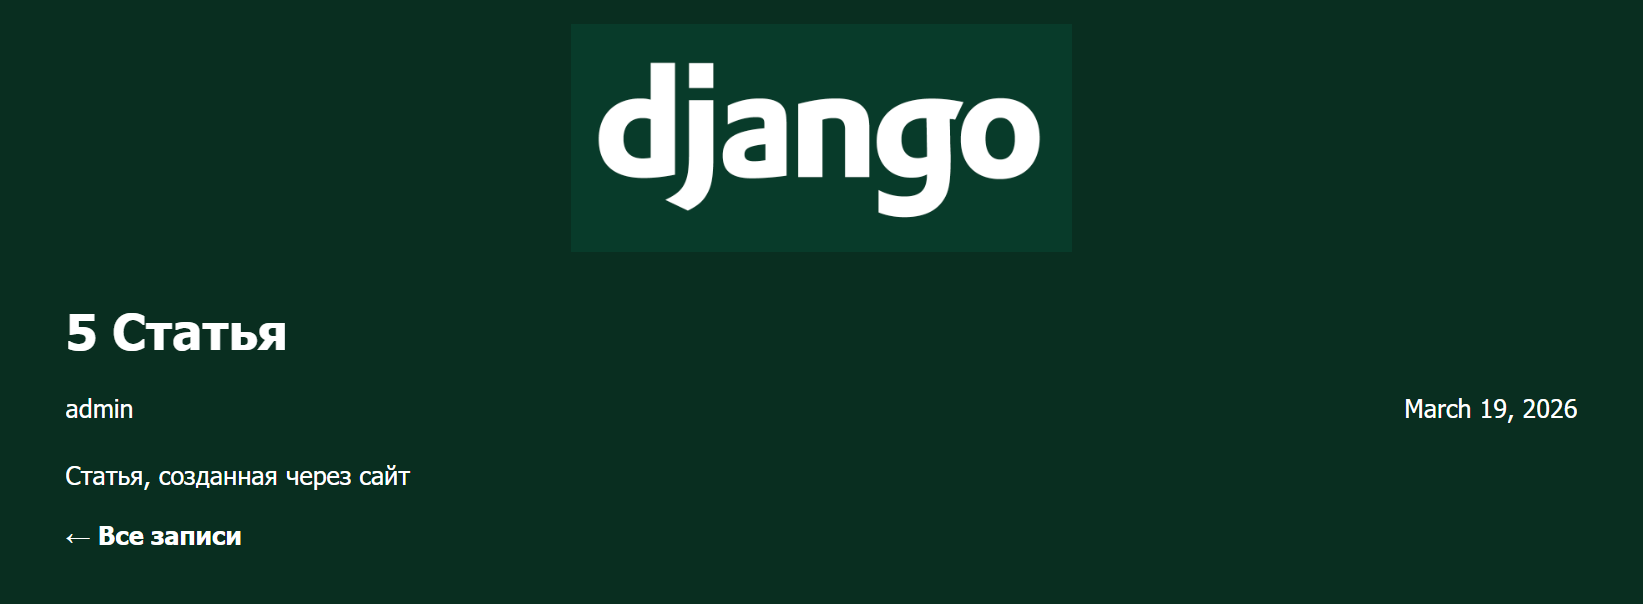 django
5 Статья
admin March 19, 2026
Статья, созданная через сайт
← Все записи